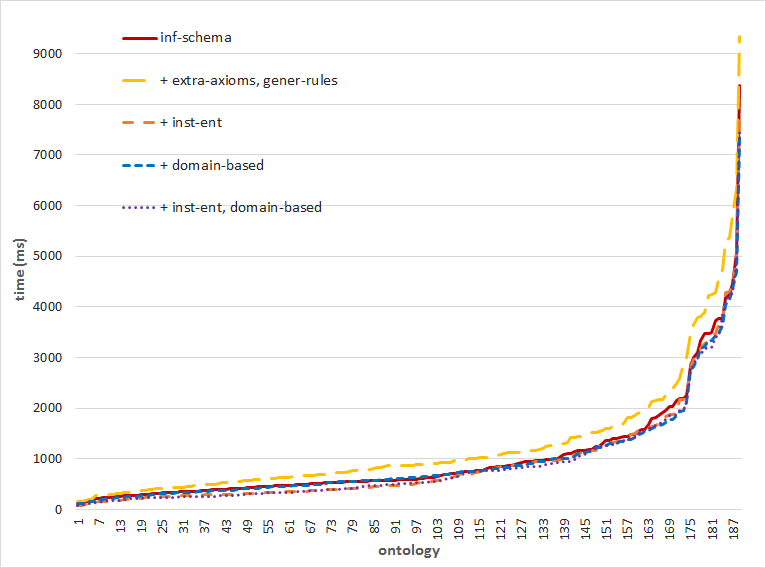 inf-schema
+ extra-axioms, gener-rules
+ inst-ent
+ domain-based
+ inst-ent, domain-based
9000
8000
7000
6000
5000
4000
3000
2000
1000
0
time (ms)
1 7 13 19 25 31 37 43 49 55 61 67 73 79 85 91 97 103 109 115 121 127 133 139 145 151 157 163 169 175 181 187
ontology